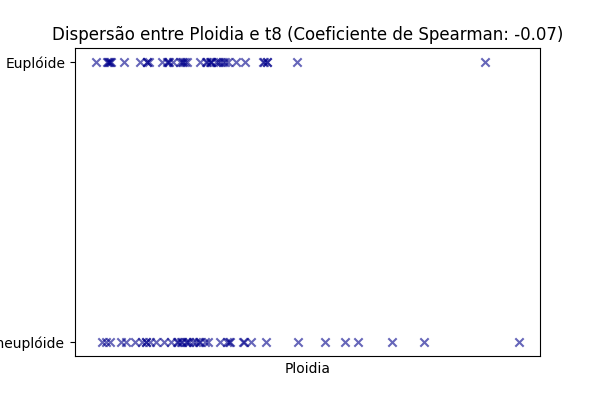 Dispersão entre Ploidia e t8 (Coeficiente de Spearman: -0.07)
Euplóide
neuplóide
Ploidia